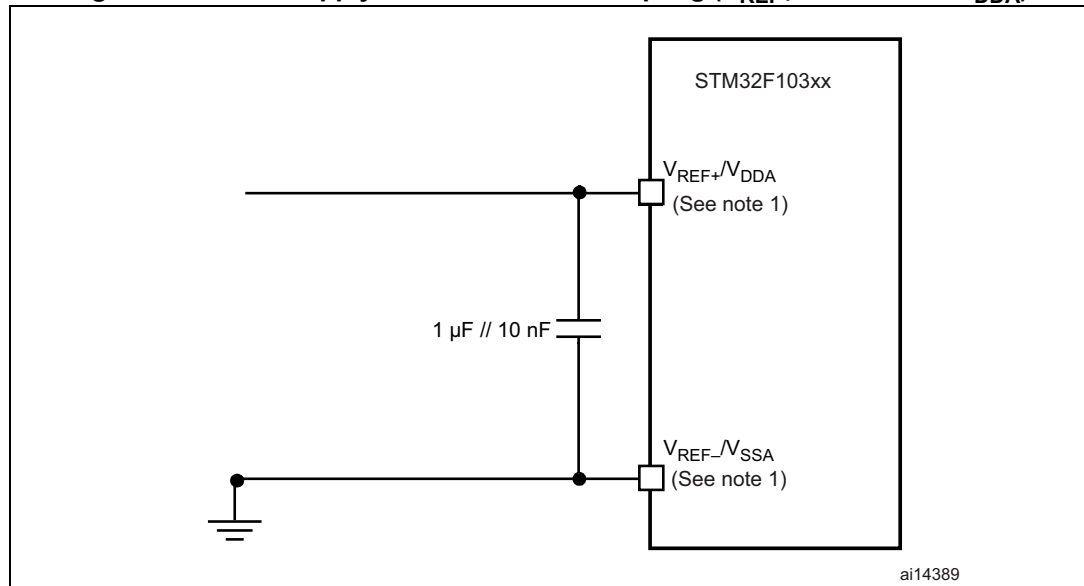 STM32F103xx
VREF+/VDDA
(See note 1)
1 µF // 10 nF
VREF–/VSSA
(See note 1)
ai14389